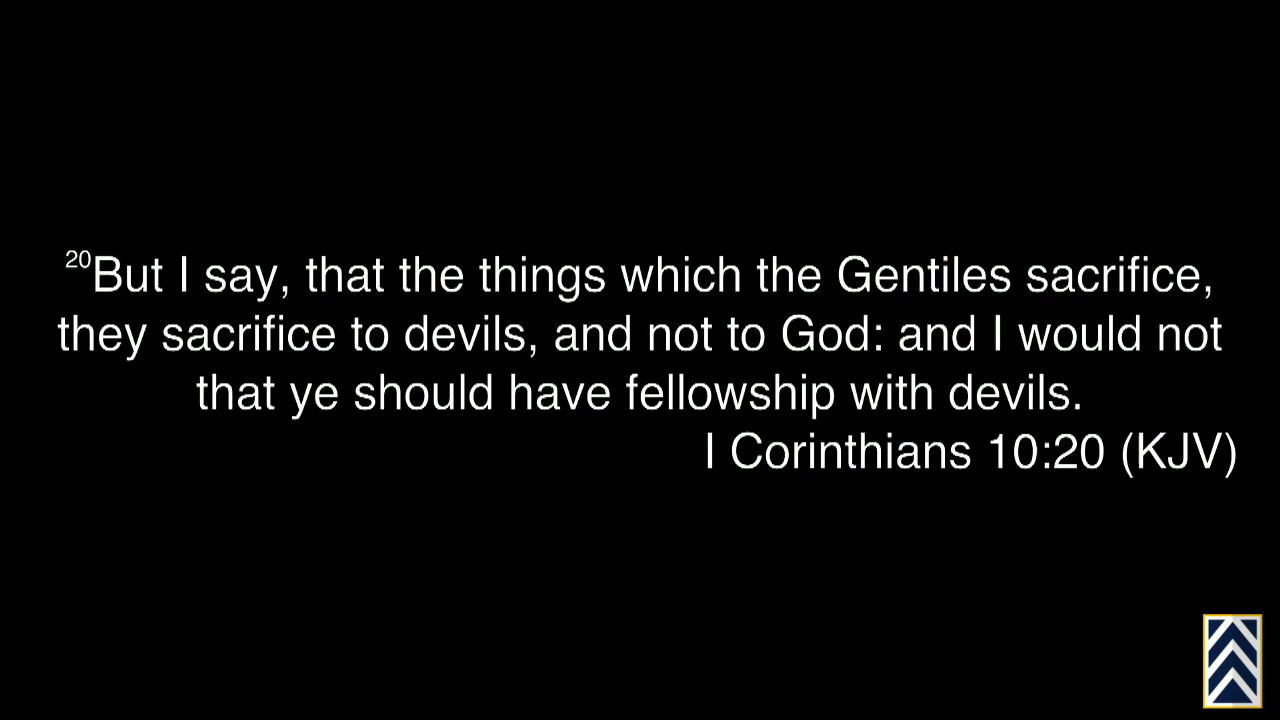 20But I say, that the things which the Gentiles sacrifice,
they sacrifice to devils, and not to God: and I would not
that ye should have fellowship with devils.
I Corinthians 10:20 (KJV)